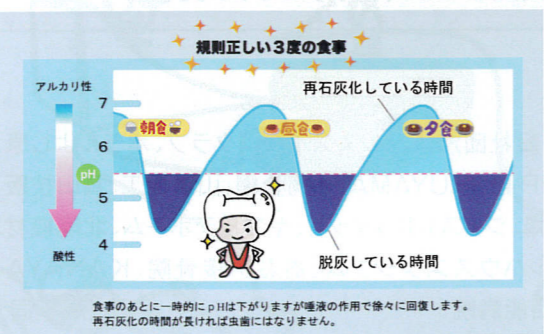 規則正しい３度の食事
アルカリ性
再石灰化している時間
7
朝食
昼食
夕食
6
pH
5
4
酸性
脱灰している時間
食事のあとに一時的にｐＨは下がりますが唾液の作用で徐々に回復します。
再石灰化の時間が長ければ虫歯にはなりません。